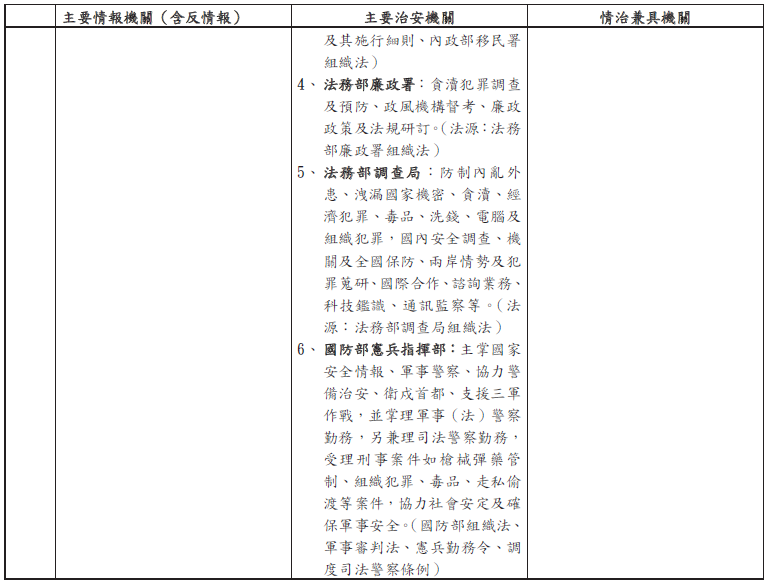 主要情報機關（含反情報） 主要治安機關 情治兼具機關
及其施行細則、內政部移民署
組織法）
4、法務部廉政署：貪瀆犯罪調查
及預防、政風機構督考、廉政
政策及法規研訂。（法源：法務
部廉政署組織法）
5、法務部調查局：防制內亂外
患、洩漏國家機密、貪瀆、經
濟犯罪、毒品、洗錢、電腦及
組織犯罪，國內安全調查、機
關及全國保防、兩岸情勢及犯
罪蒐研、國際合作、諮詢業務、
科技鑑識、通訊監察等。（法
源：法務部調查局組織法）
6、國防部憲兵指揮部：主掌國家
安全情報、軍事警察、協力警
備治安、衛戍首都、支援三軍
作戰，並掌理軍事（法）警察
勤務，另兼理司法警察勤務，
受理刑事案件如槍械彈藥管
制、組織犯罪、毒品、走私偷
渡等案件，協力社會安定及確
保軍事安全。（國防部組織法、
軍事審判法、憲兵勤務令、調
度司法警察條例）